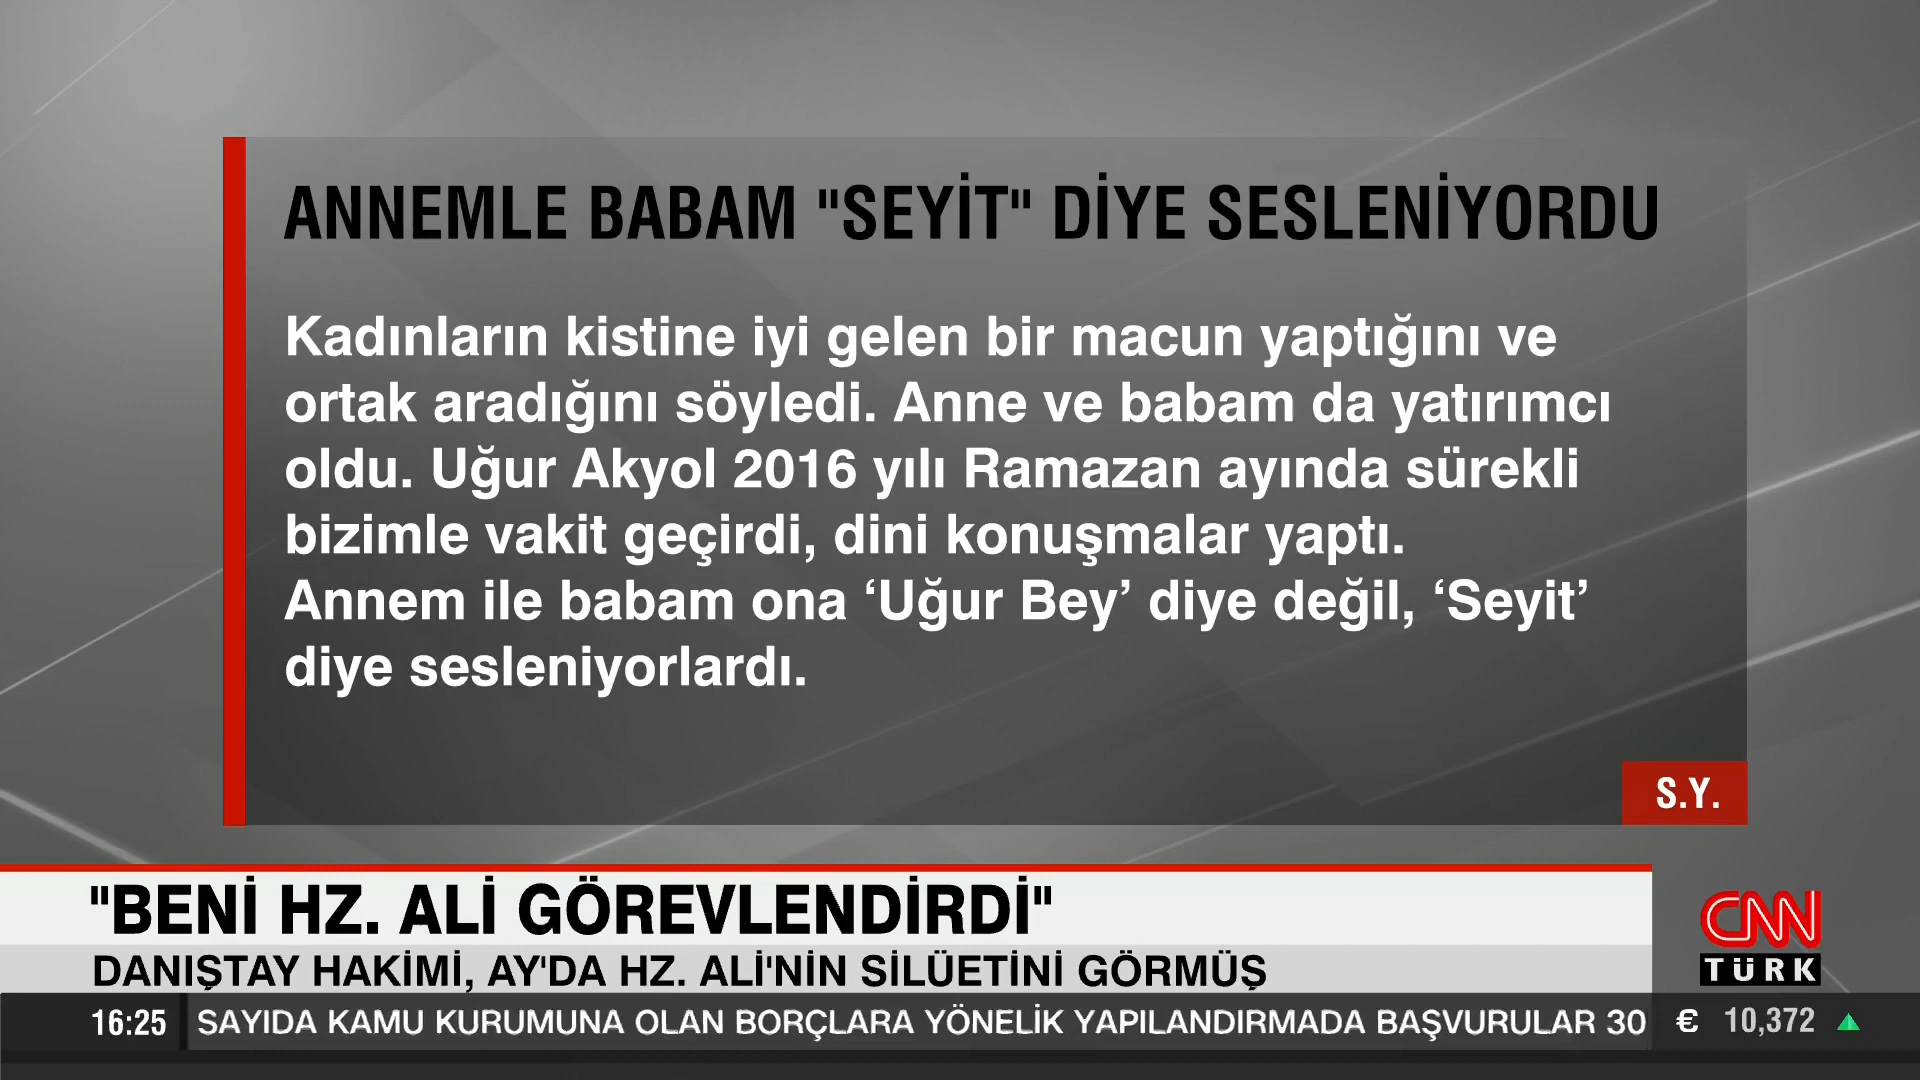 ANNEMLE BABAM "SEYİT" DİYE SESLENİYORDU
Kadınların kistine iyi gelen bir macun yaptığını ve
ortak aradığını söyledi. Anne ve babam da yatırımcı
oldu. Uğur Akyol 2016 yılı Ramazan ayında sürekli
bizimle vakit geçirdi, dini konuşmalar yaptı.
Annem ile babam ona ‘Uğur Bey’ diye değil, ‘Seyit’
diye sesleniyorlardı.
S.Y.
"BENİ HZ. ALİ GÖREVLENDİRDİ"
DANIŞTAY HAKİMİ, AY'DA HZ. ALİ'NİN SİLÜETİNİ GÖRMÜŞ
CNN
TÜRK
16:25 SAYIDA KAMU KURUMUNA OLAN BORÇLARA YÖNELİK YAPILANDIRMADA BAŞVURULAR 30 € 10,372